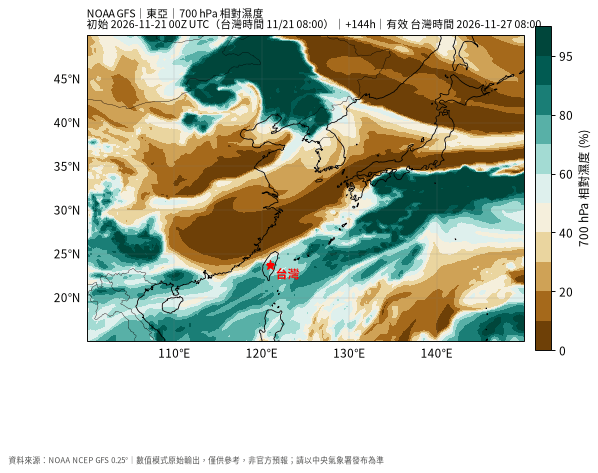 NOAA GFS｜東亞｜700 hPa 相對濕度
初始 2026-11-21 00Z UTC（台灣時間 11/21 08:00）｜+144h｜有效 台灣時間 2026-11-27 08:00
45°N
40°N
35°N
30°N
25°N
20°N
110°E
120°E
130°E
140°E
台灣
95
80
60
40
20
0
700 hPa 相對濕度 (%)
資料來源：NOAA NCEP GFS 0.25°｜數值模式原始輸出，僅供參考，非官方預報；請以中央氣象署發布為準